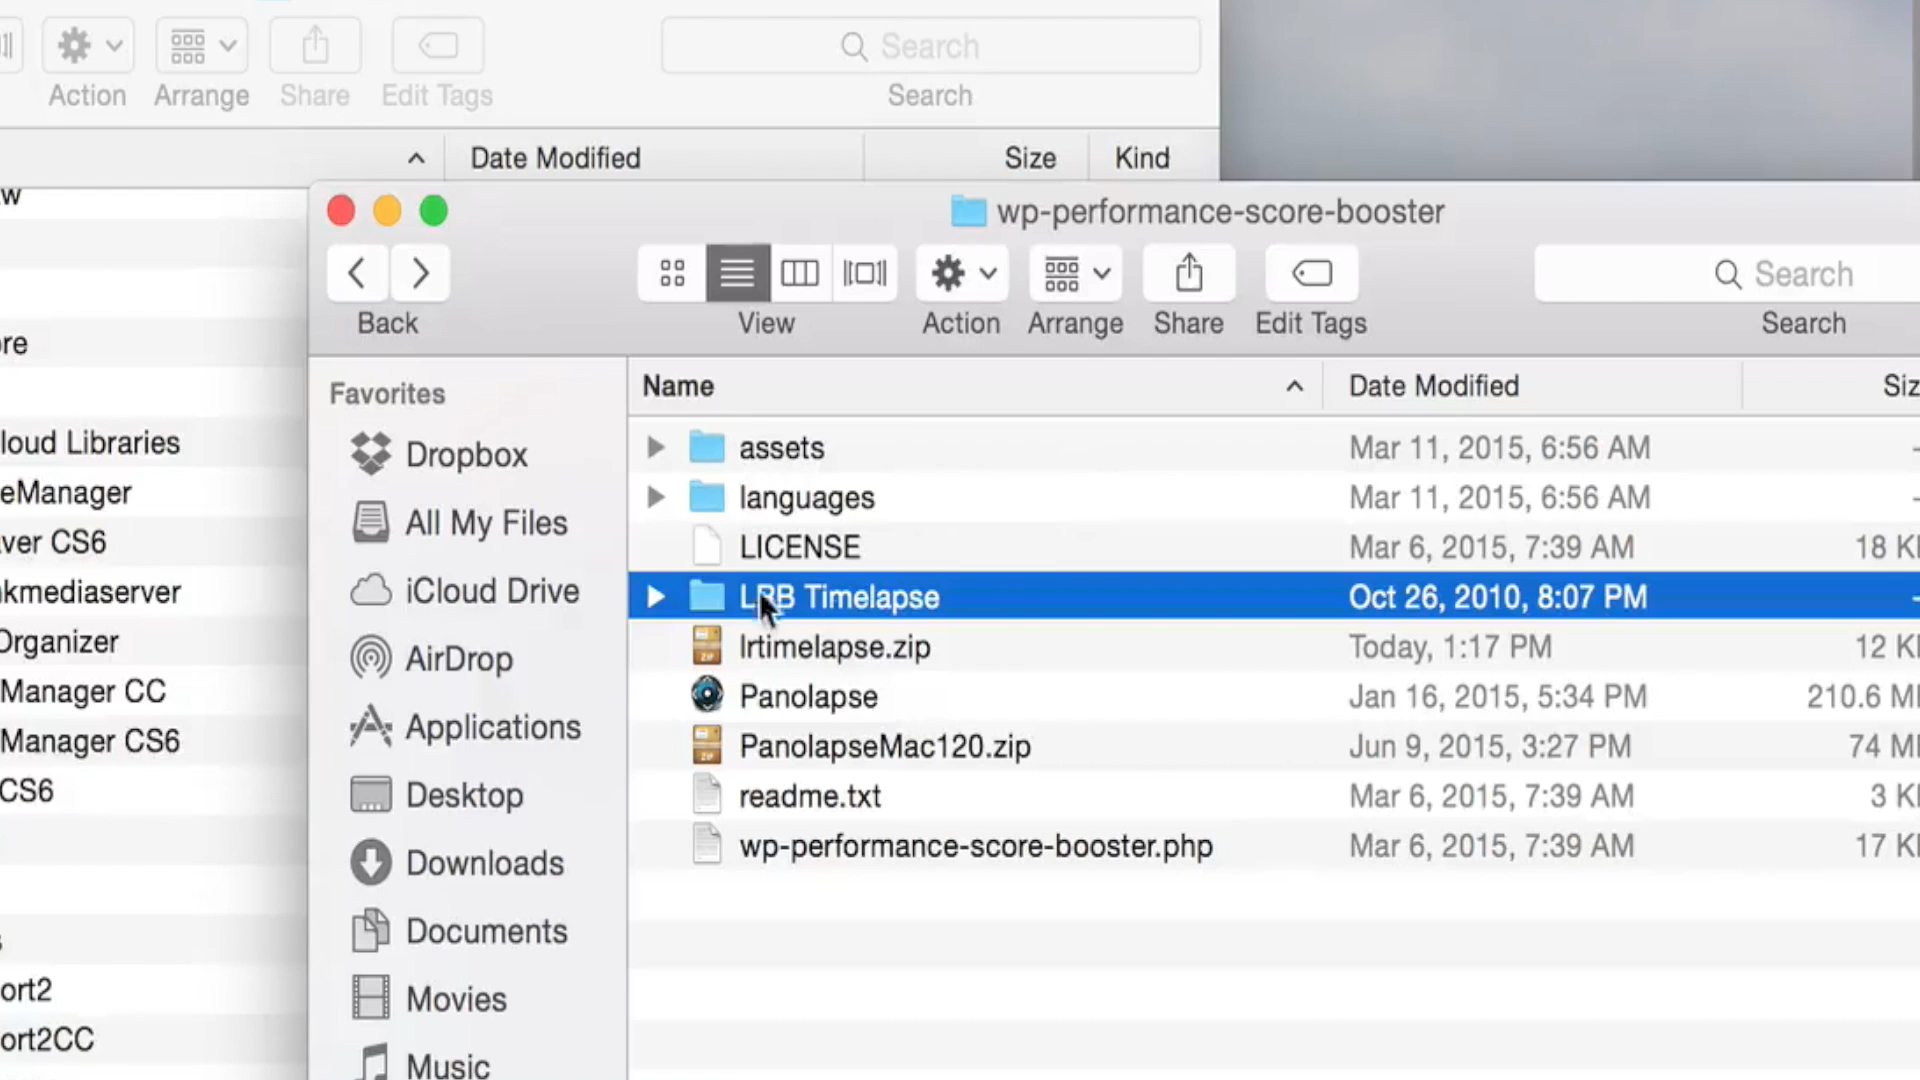 Action Arrange Share Edit Tags
Search
Search
Date Modified Size Kind
wp-performance-score-booster
Back
View
Action
Arrange
Share
Edit Tags
Search
Search
Favorites
Dropbox
All My Files
iCloud Drive
AirDrop
Applications
Desktop
Downloads
Documents
Movies
Music
Name Date Modified Siz
assets Mar 11, 2015, 6:56 AM
languages Mar 11, 2015, 6:56 AM
LICENSE Mar 6, 2015, 7:39 AM 18 K
LRB Timelapse Oct 26, 2010, 8:07 PM
lrtimelapse.zip Today, 1:17 PM 12 K
Panolapse Jan 16, 2015, 5:34 PM 210.6 M
PanolapseMac120.zip Jun 9, 2015, 3:27 PM 74 M
readme.txt Mar 6, 2015, 7:39 AM 3 K
wp-performance-score-booster.php Mar 6, 2015, 7:39 AM 17 K
w
re
loud Libraries
eManager
ver CS6
kmediaserver
Organizer
Manager CC
Manager CS6
CS6
ort2
ort2CC